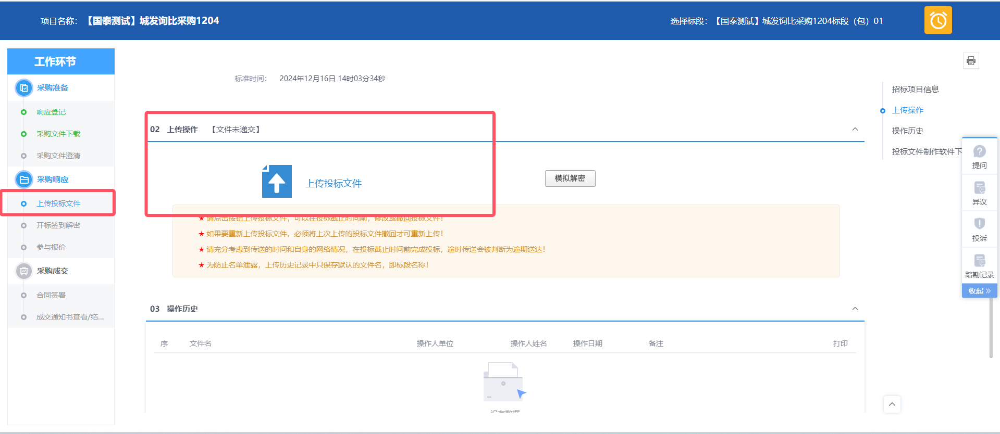 项目名称： 【国泰测试】城发询比采购1204
选择标段： 【国泰测试】城发询比采购1204标段（包）01
工作环节
采购准备
响应登记
采购文件下载
采购文件澄清
采购响应
上传投标文件
开标签到解密
参与报价
采购成交
合同签署
成交通知书查看/结...
标准时间： 2024年12月16日 14时03分34秒
02 上传操作 【文件未递交】
上传投标文件
模拟解密
★ 请点击按钮上传投标文件，可以在投标截止时间前，修改或撤回投标文件！
★ 如果要重新上传投标文件，必须将上次上传的投标文件撤回才可重新上传！
★ 请充分考虑到传送的时间和自身的网络情况，在投标截止时间前完成投标，逾时传送会被判断为逾期送达！
★ 为防止名单泄露，上传历史记录中只保存默认的文件名，即标段名称！
03 操作历史
序 文件名 操作人单位 操作人姓名 操作日期 备注 打印
没有数据
招标项目信息
上传操作
操作历史
投标文件制作软件下
提问
异议
投诉
踏勘记录
收起 »